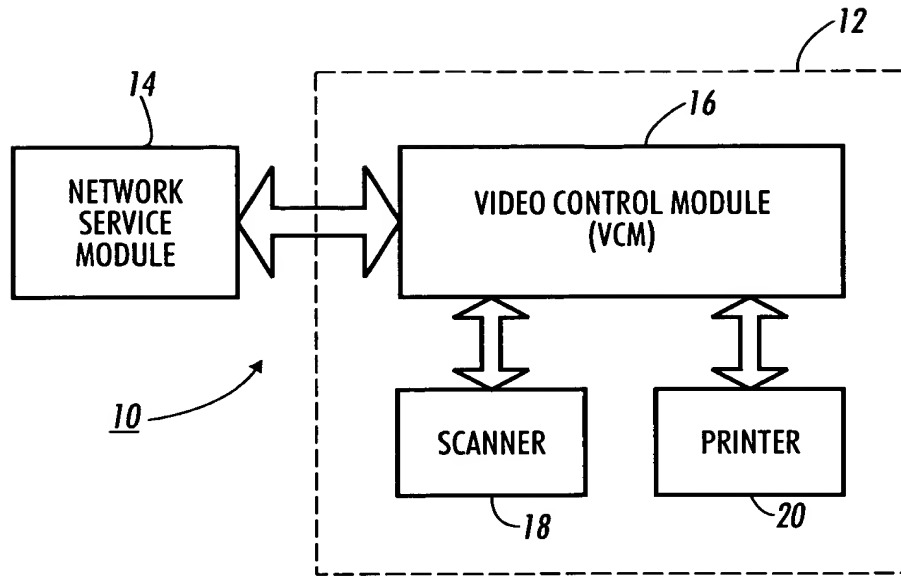 12
14
16
NETWORK
SERVICE
MODULE
VIDEO CONTROL MODULE
(VCM)
10
SCANNER
PRINTER
18
20